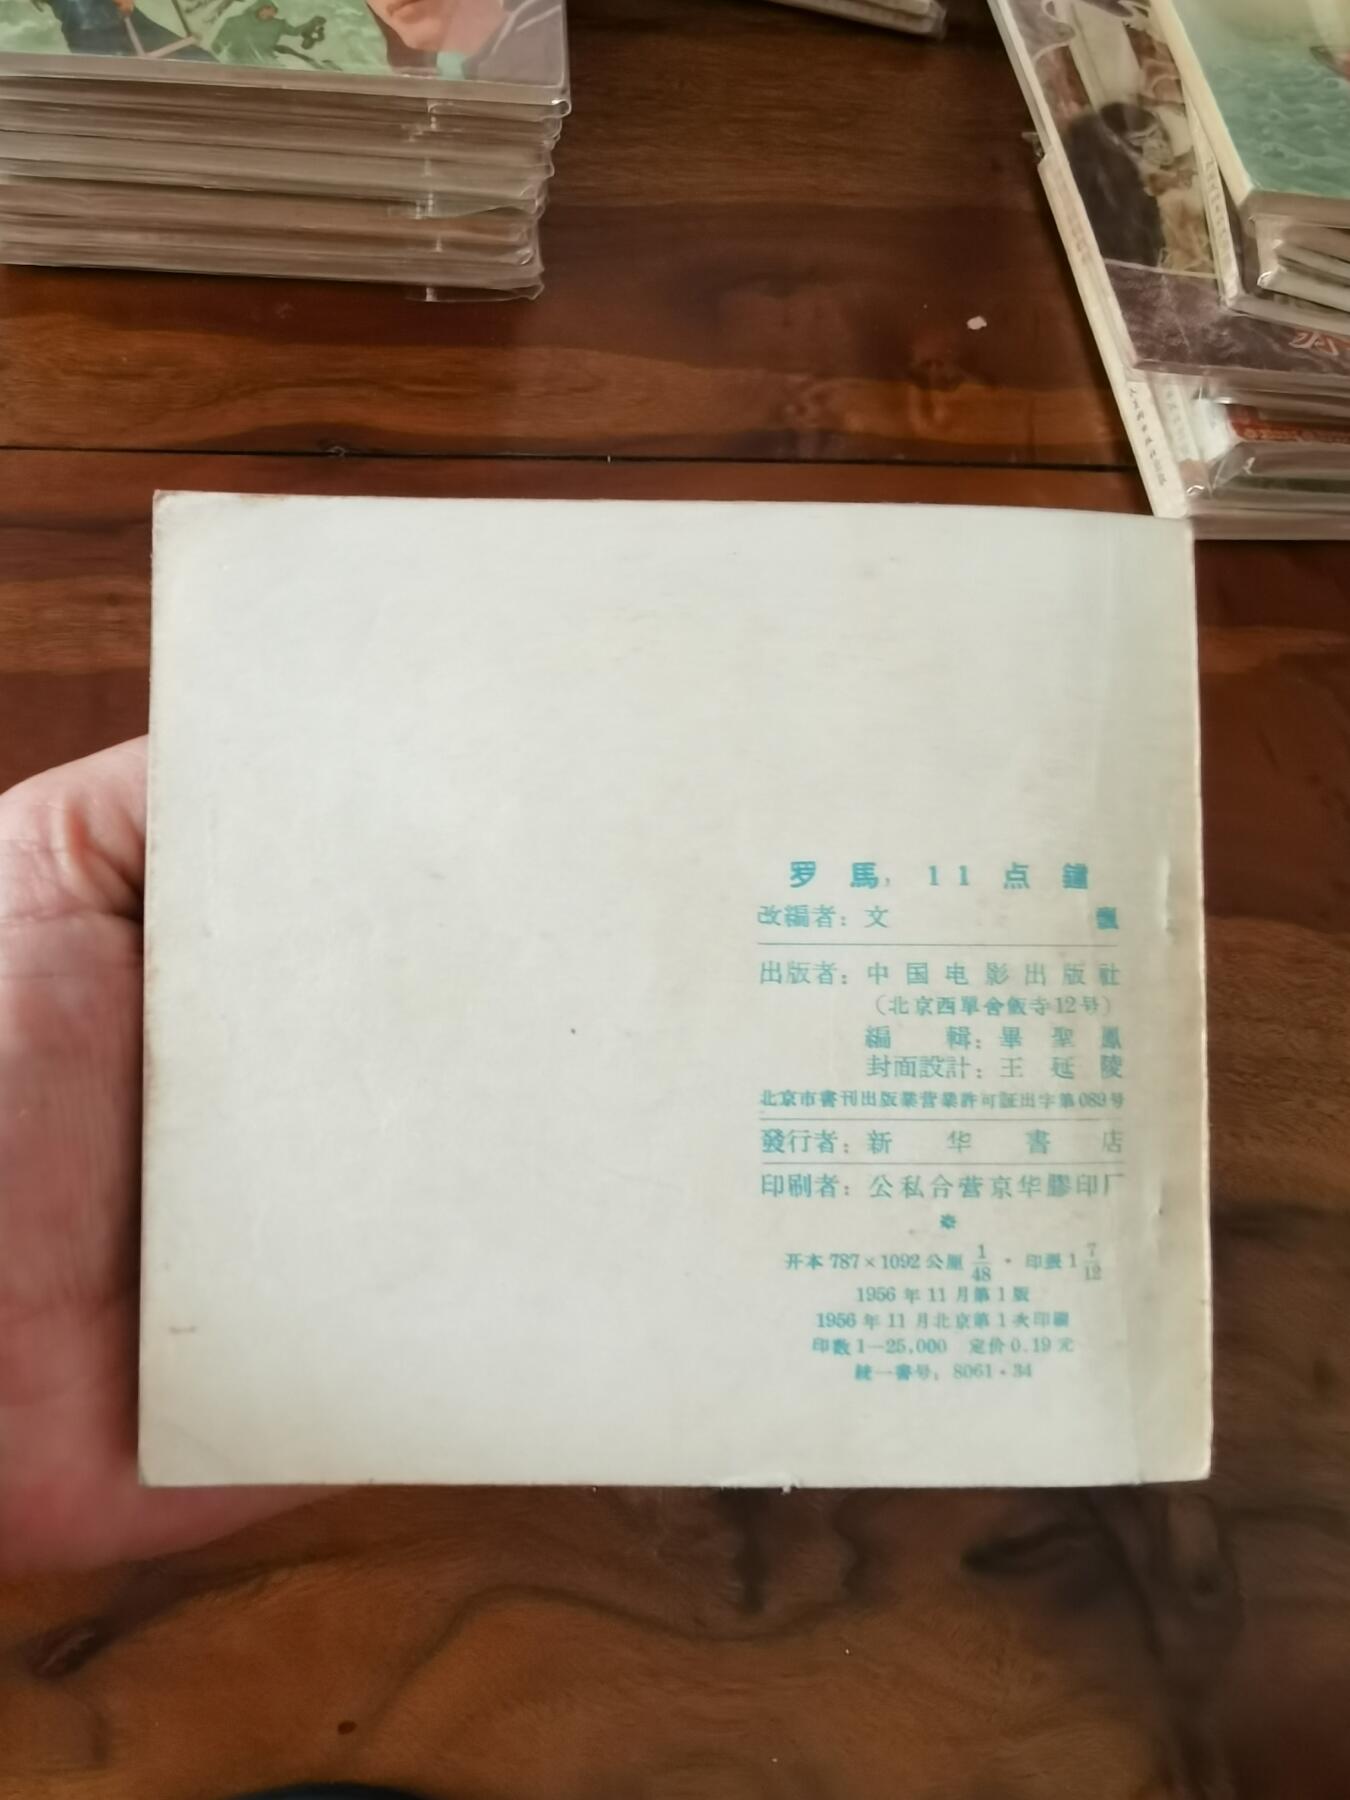 罗馬，11点鐘
改編者：文 飄
出版者：中国电影出版社
（北京西單舍飯寺12号）
編輯：畢聖鳳
封面設計：王延陵
北京市書刊出版業营業許可証出字第089号
發行者：新华書店
印刷者：公私合营京华膠印厂
开本 787×1092 公厘 1/48 · 印張 1 7/12
1956年11月第1版
1956年11月北京第1次印刷
印数1—25,000 定价0.19元
統一書号：8061·34